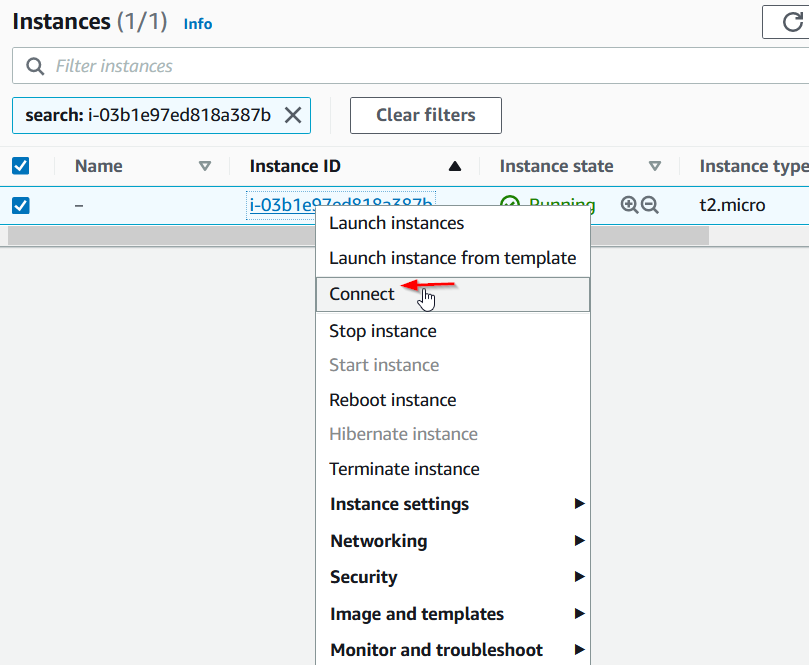 Instances (1/1) Info
Filter instances
search: i-03b1e97ed818a387b Clear filters
Name Instance ID Instance state Instance type
– i-03b1e97ed818a387b Running t2.micro
Launch instances
Launch instance from template
Connect
Stop instance
Start instance
Reboot instance
Hibernate instance
Terminate instance
Instance settings
Networking
Security
Image and templates
Monitor and troubleshoot